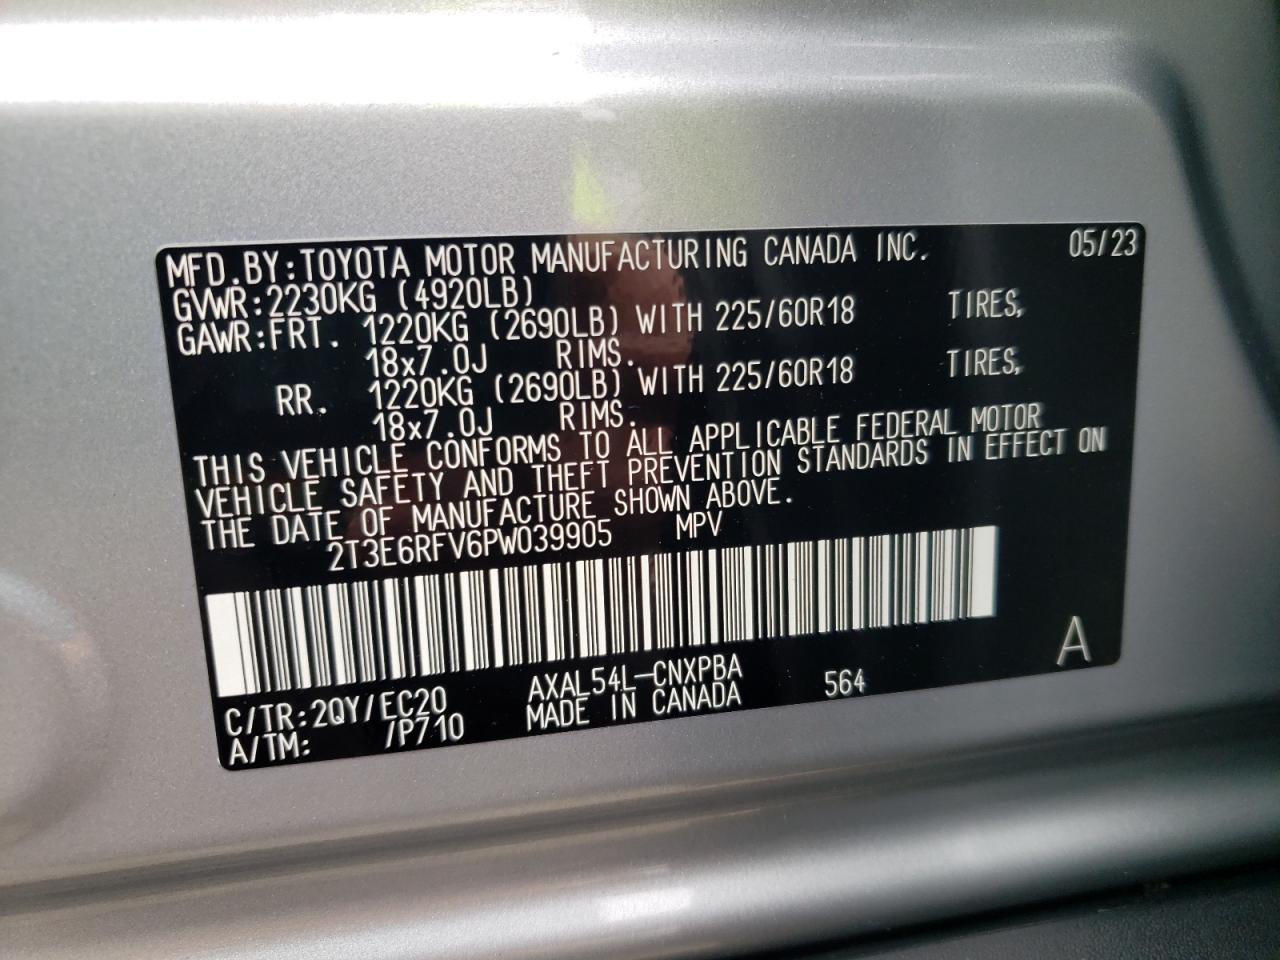 MFD.BY:TOYOTA MOTOR MANUFACTURING CANADA INC. 05/23
GVWR:2230KG (4920LB)
GAWR:FRT. 1220KG (2690LB) WITH 225/60R18 TIRES,
18x7.0J RIMS.
RR. 1220KG (2690LB) WITH 225/60R18 TIRES,
18x7.0J RIMS.
THIS VEHICLE CONFORMS TO ALL APPLICABLE FEDERAL MOTOR
VEHICLE SAFETY AND THEFT PREVENTION STANDARDS IN EFFECT ON
THE DATE OF MANUFACTURE SHOWN ABOVE.
2T3E6RFV6PW039905 MPV
A
C/TR:2QY/EC20 AXAL54L-CNXPBA 564
A/TM: /P710 MADE IN CANADA